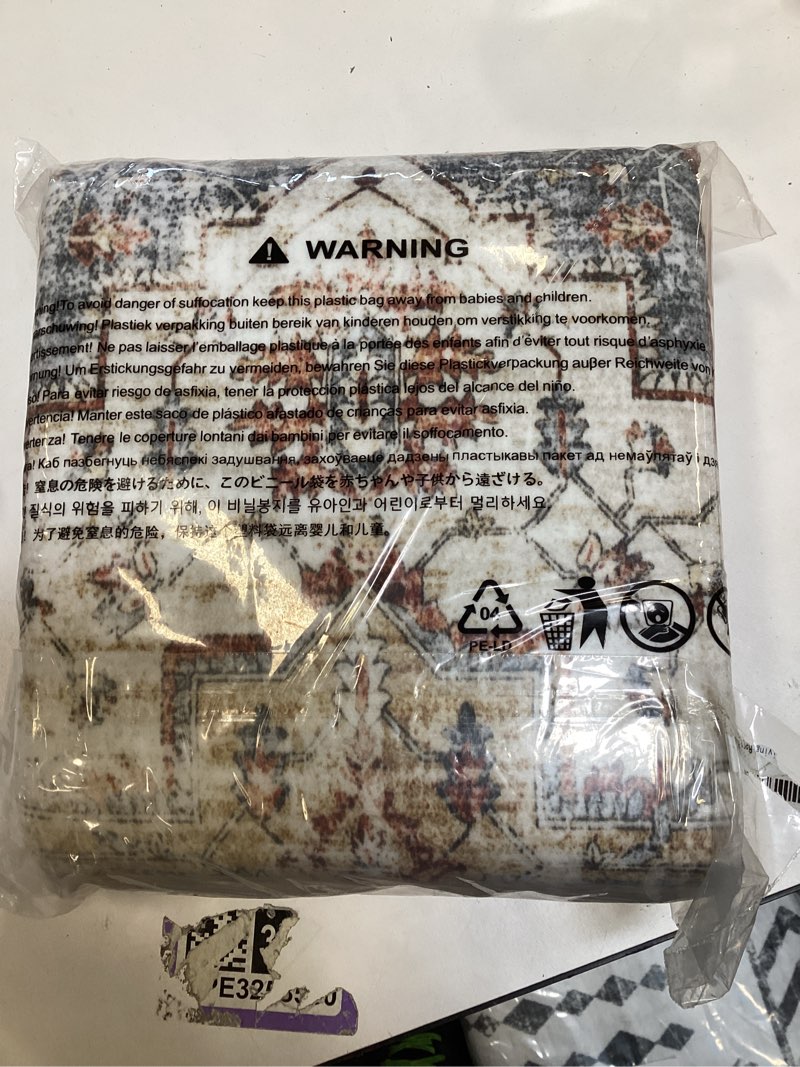 WARNING
To avoid danger of suffocation keep this plastic bag away from babies and children.
Plastiek verpakking buiten bereik van kinderen houden om verstikking te voorkomen.
Ne pas laisser l'emballage plastique à la portée des enfants afin d'éviter tout risque d'asphyxie
Um Erstickungsgefahr zu vermeiden, bewahren Sie diese Plastickverpackung außer Reichweite von
Para evitar riesgo de asfixia, tener la protección plástica lejos del alcance del niño.
Manter este saco de plástico afastado de crianças para evitar asfixia.
Tenere le coperture lontani dai bambini per evitare il soffocamento.
Каб пазбегнуць небяспекі задушвання, захоўваеце дадзены пластыкавы пакет ад немаўлятаў і
窒息の危険を避けるために、このビニール袋を赤ちゃんや子供から遠ざける。
질식의 위험을 피하기 위해, 이 비닐봉지를 유아인과 어린이로부터 멀리하세요.
为了避免窒息的危险，保持 塑料袋远离婴儿和儿童。
04
PE-LD